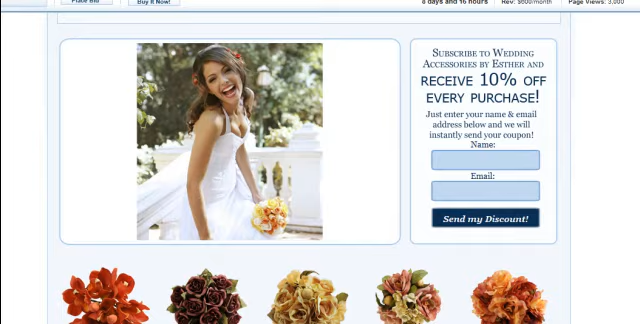 Place Bid
Buy It Now!
8 days and 16 hours
Rev: $600/month
Page Views: 3,000
Subscribe to Wedding
Accessories by Esther and
receive 10% off
every purchase!
Just enter your name & email
address below and we will
instantly send your coupon!
Name:
Email:
Send my Discount!